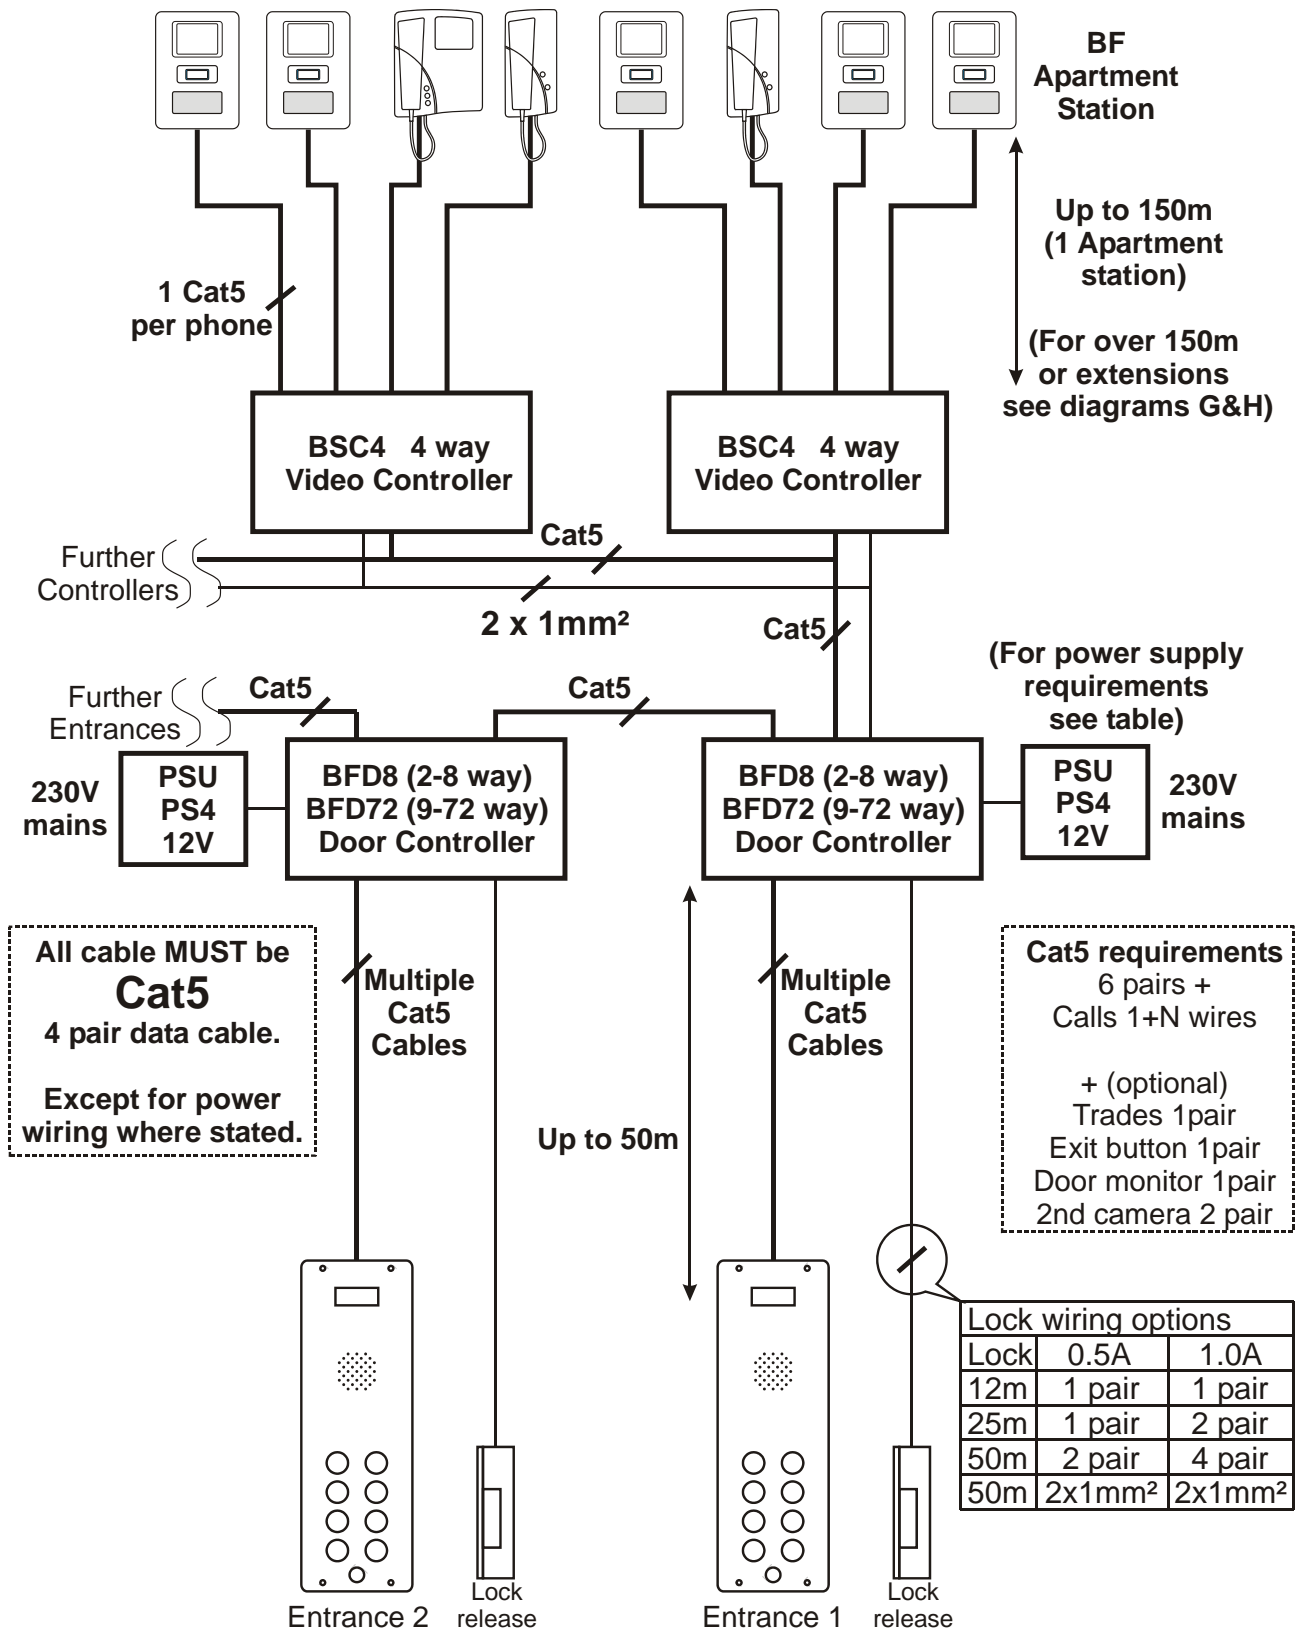 BF
Apartment
Station
Up to 150m
(1 Apartment
station)
1 Cat5
per phone
(For over 150m
or extensions
see diagrams G&H)
BSC4 4 way
Video Controller
BSC4 4 way
Video Controller
Further
Controllers
Cat5
2 x 1mm²
Cat5
(For power supply
requirements
see table)
Further
Entrances
Cat5
Cat5
230V
mains
PSU
PS4
12V
BFD8 (2-8 way)
BFD72 (9-72 way)
Door Controller
BFD8 (2-8 way)
BFD72 (9-72 way)
Door Controller
PSU
PS4
12V
230V
mains
All cable MUST be
Cat5
4 pair data cable.
Except for power
wiring where stated.
Multiple
Cat5
Cables
Multiple
Cat5
Cables
Up to 50m
Cat5 requirements
6 pairs +
Calls 1+N wires
+ (optional)
Trades 1pair
Exit button 1pair
Door monitor 1pair
2nd camera 2 pair
Lock wiring options
Lock 0.5A 1.0A
12m 1 pair 1 pair
25m 1 pair 2 pair
50m 2 pair 4 pair
50m 2x1mm² 2x1mm²
Entrance 2
Lock
release
Entrance 1
Lock
release